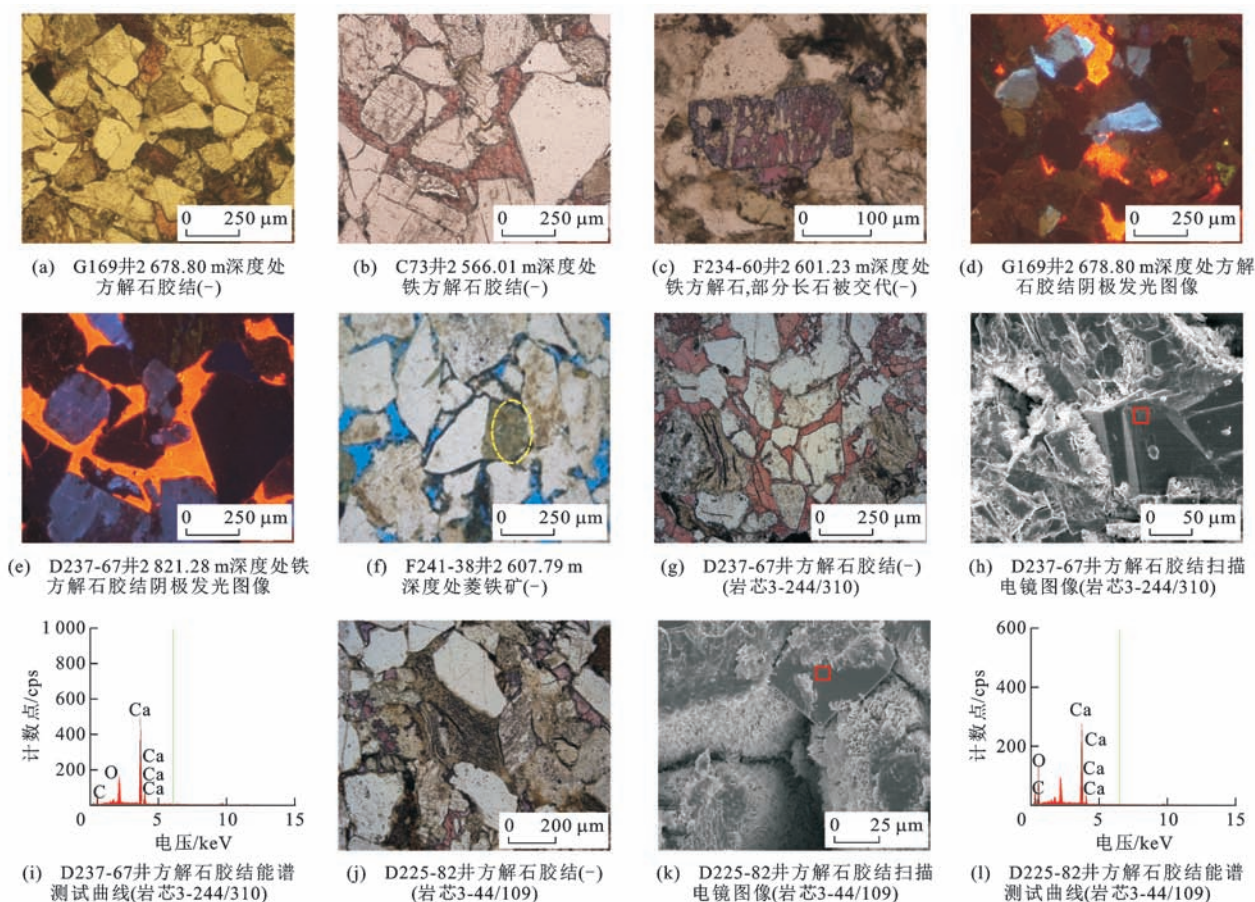 0 250 μm
0 250 μm
0 100 μm
0 250 μm
(a) G169井2 678.80 m深度处
方解石胶结(-)
(b) C73井2 566.01 m深度处
铁方解石胶结(-)
(c) F234-60井2 601.23 m深度处
铁方解石,部分长石被交代(-)
(d) G169井2 678.80 m深度处方解
石胶结阴极发光图像
0 250 μm
0 250 μm
0 250 μm
0 50 μm
(e) D237-67井2 821.28 m深度处铁
方解石胶结阴极发光图像
(f) F241-38井2 607.79 m
深度处菱铁矿(-)
(g) D237-67井方解石胶结(-)
(岩芯3-244/310)
(h) D237-67井方解石胶结扫描
电镜图像(岩芯3-244/310)
1 000
800
600
400
200
计数点/cps
Ca
O
Ca
Ca
C
Ca
0 5 10 15
电压/keV
0 200 μm
0 25 μm
600
400
200
计数点/cps
Ca
O
Ca
C
Ca
0 5 10 15
电压/keV
(i) D237-67井方解石胶结能谱
测试曲线(岩芯3-244/310)
(j) D225-82井方解石胶结(-)
(岩芯3-44/109)
(k) D225-82井方解石胶结扫描
电镜图像(岩芯3-44/109)
(l) D225-82井方解石胶结能谱
测试曲线(岩芯3-44/109)